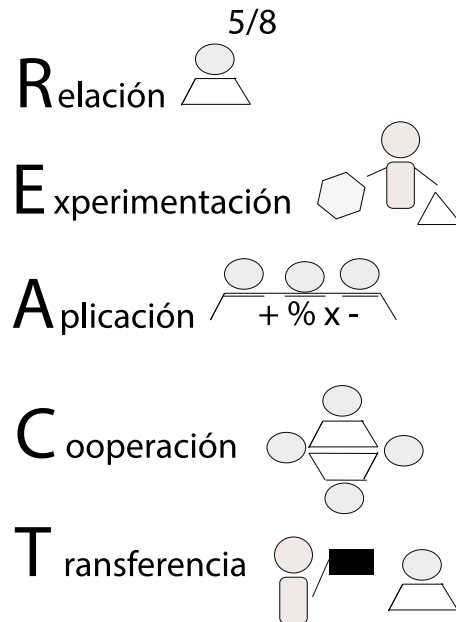 5/8
Relación
Experimentación
Aplicación
+ % x -
Cooperación
Transferencia